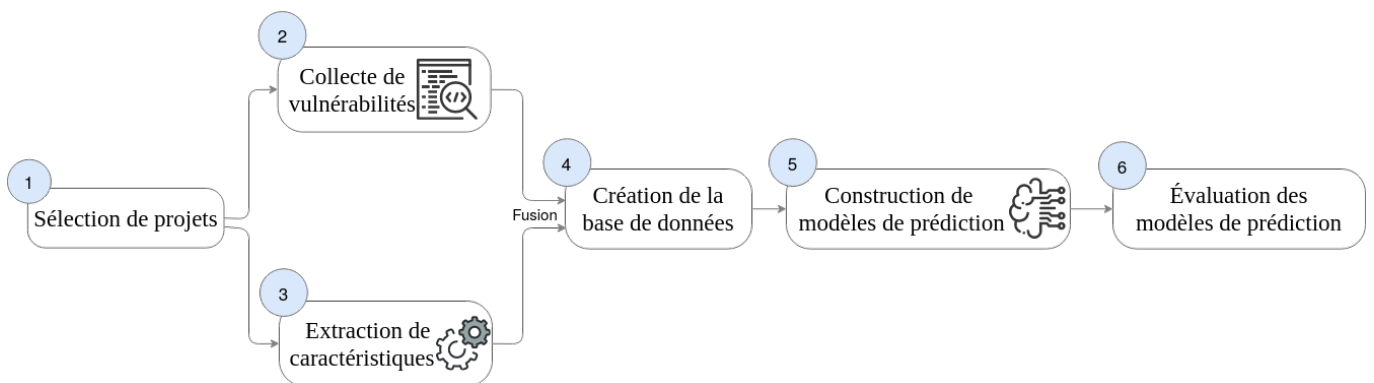 1
Sélection de projets
2
Collecte de
vulnérabilités
</>
3
Extraction de
caractéristiques
Fusion
4
Création de la
base de données
5
Construction de
modèles de prédiction
6
Évaluation des
modèles de prédiction